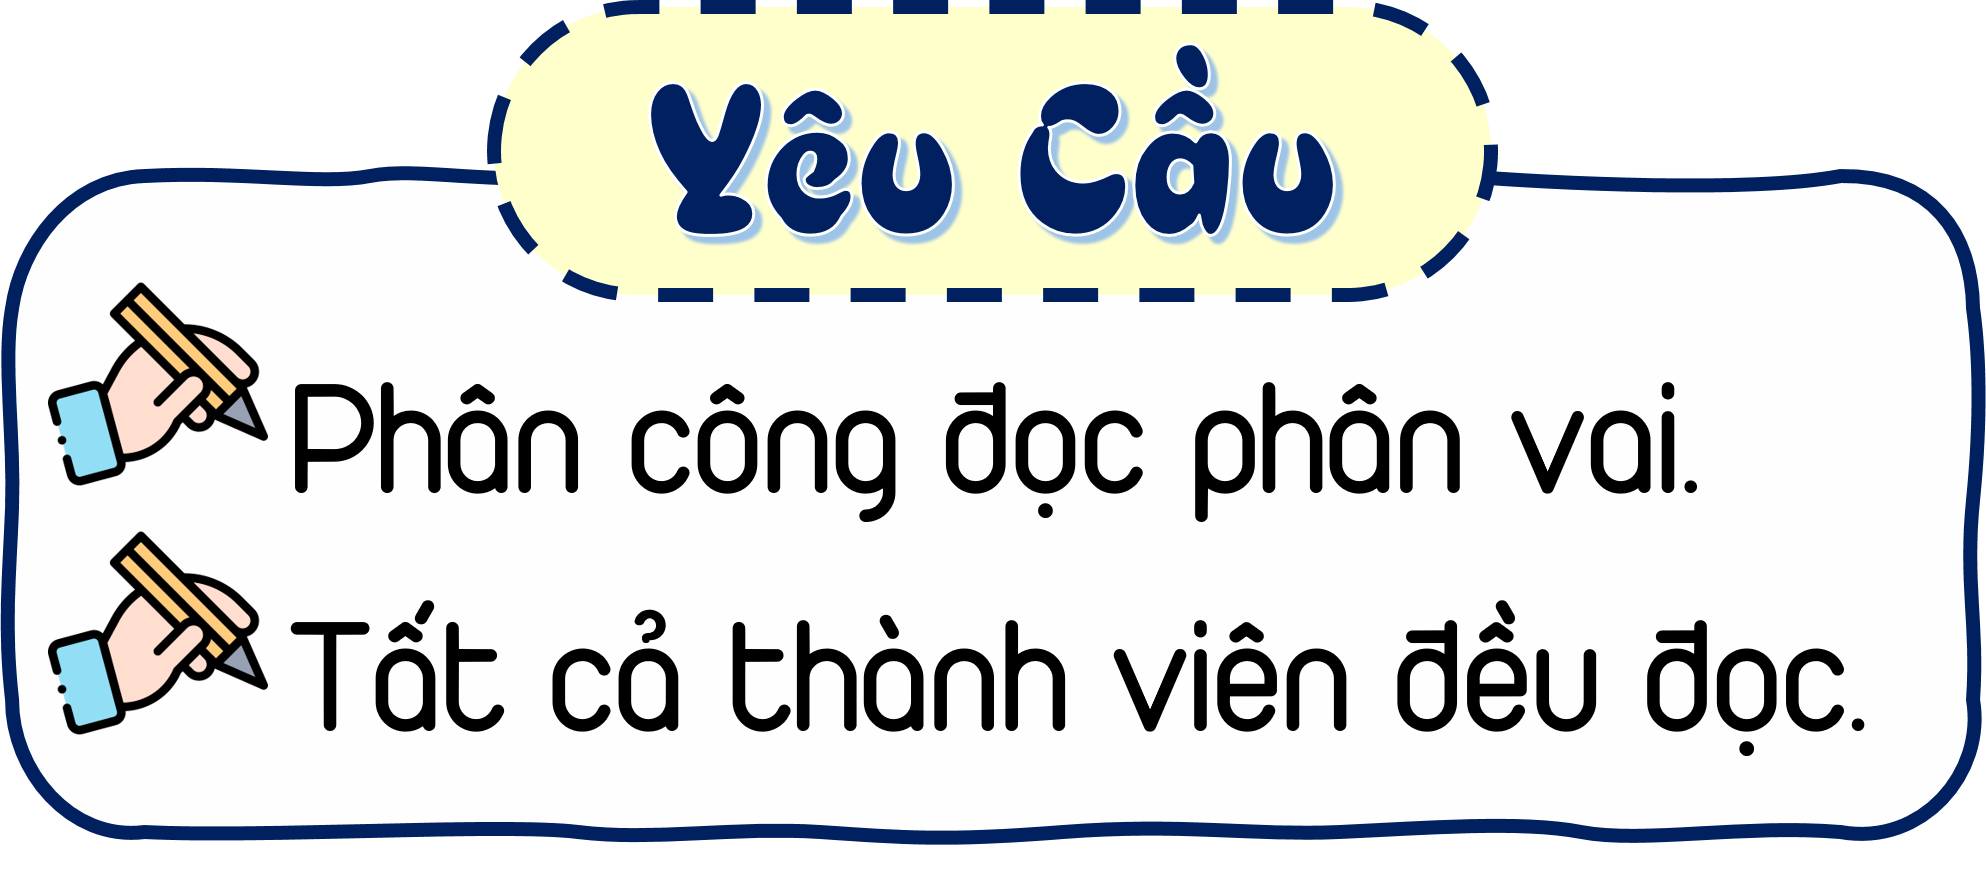 Yêu Cầu
Phân công đọc phân vai.
Tất cả thành viên đều đọc.